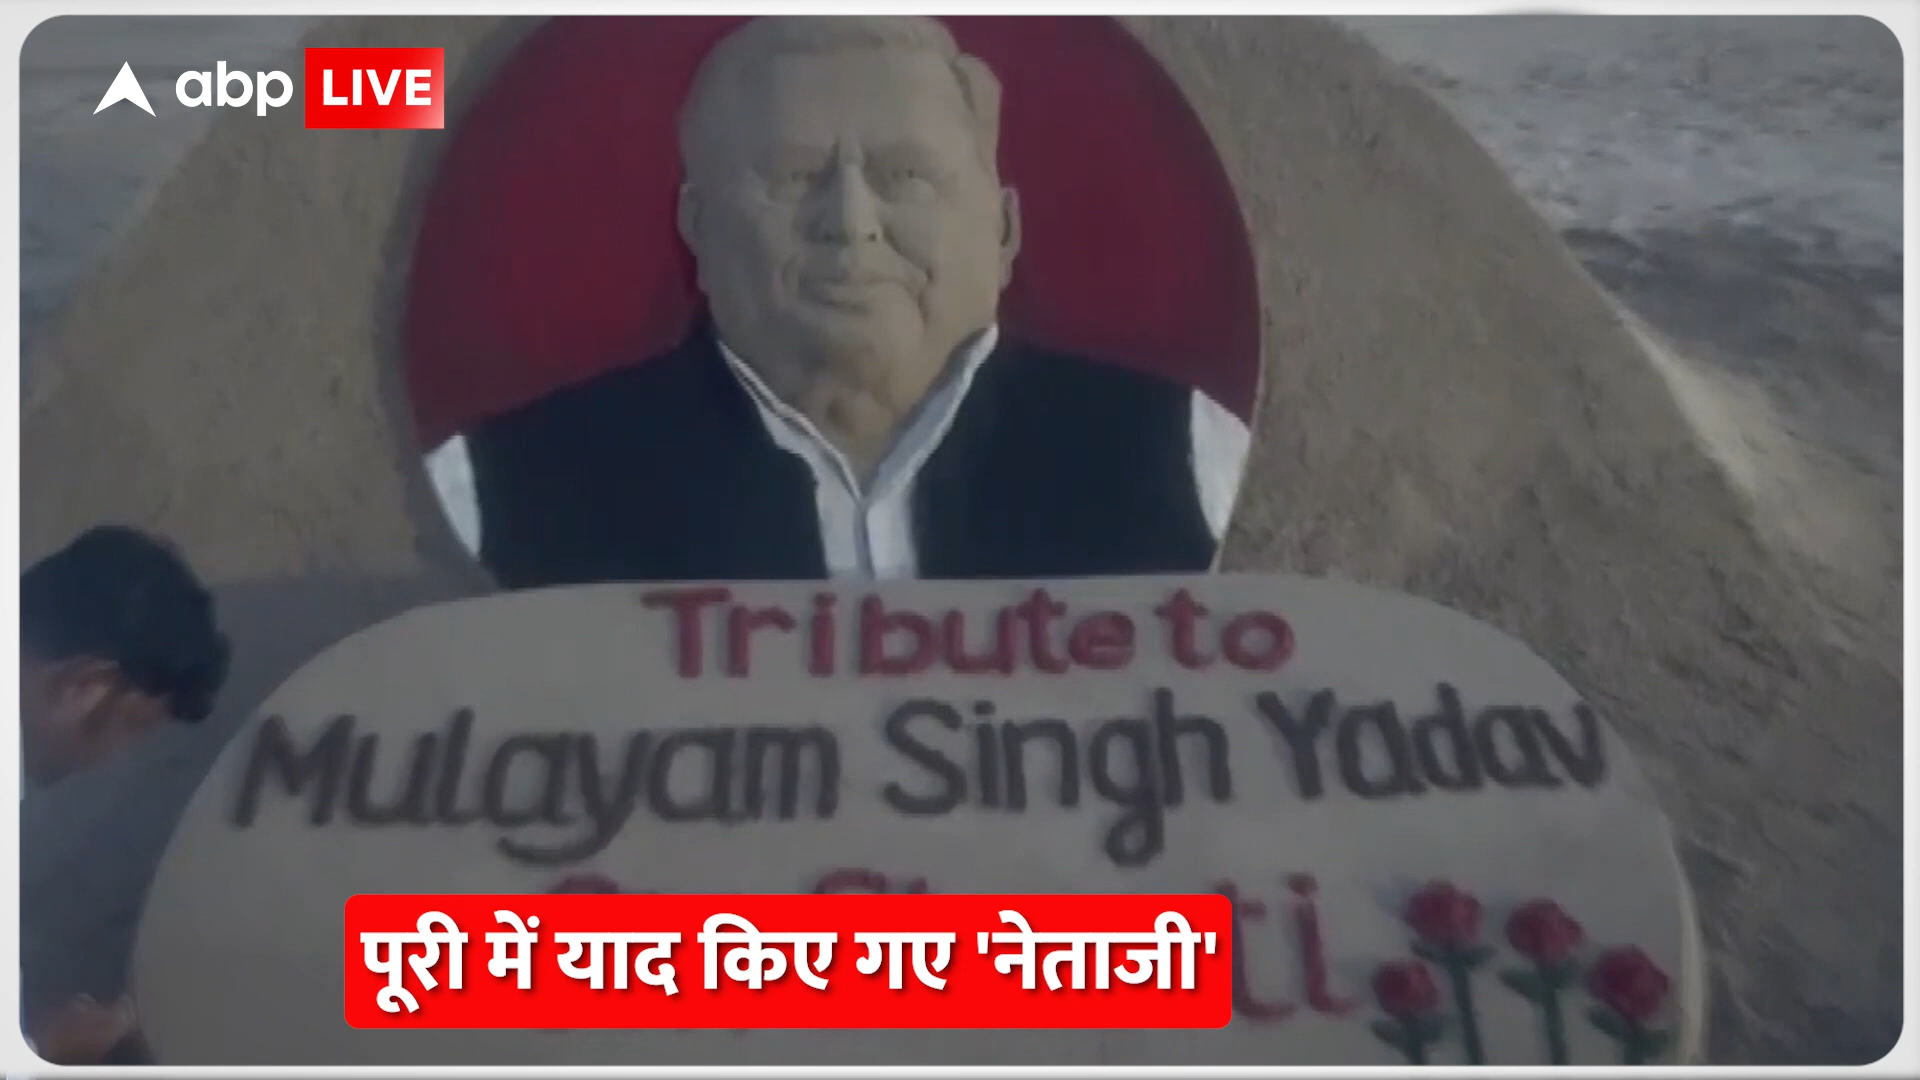 abp LIVE
Tribute to
Mulayam Singh Yadav
पूरी में याद किए गए 'नेताजी'